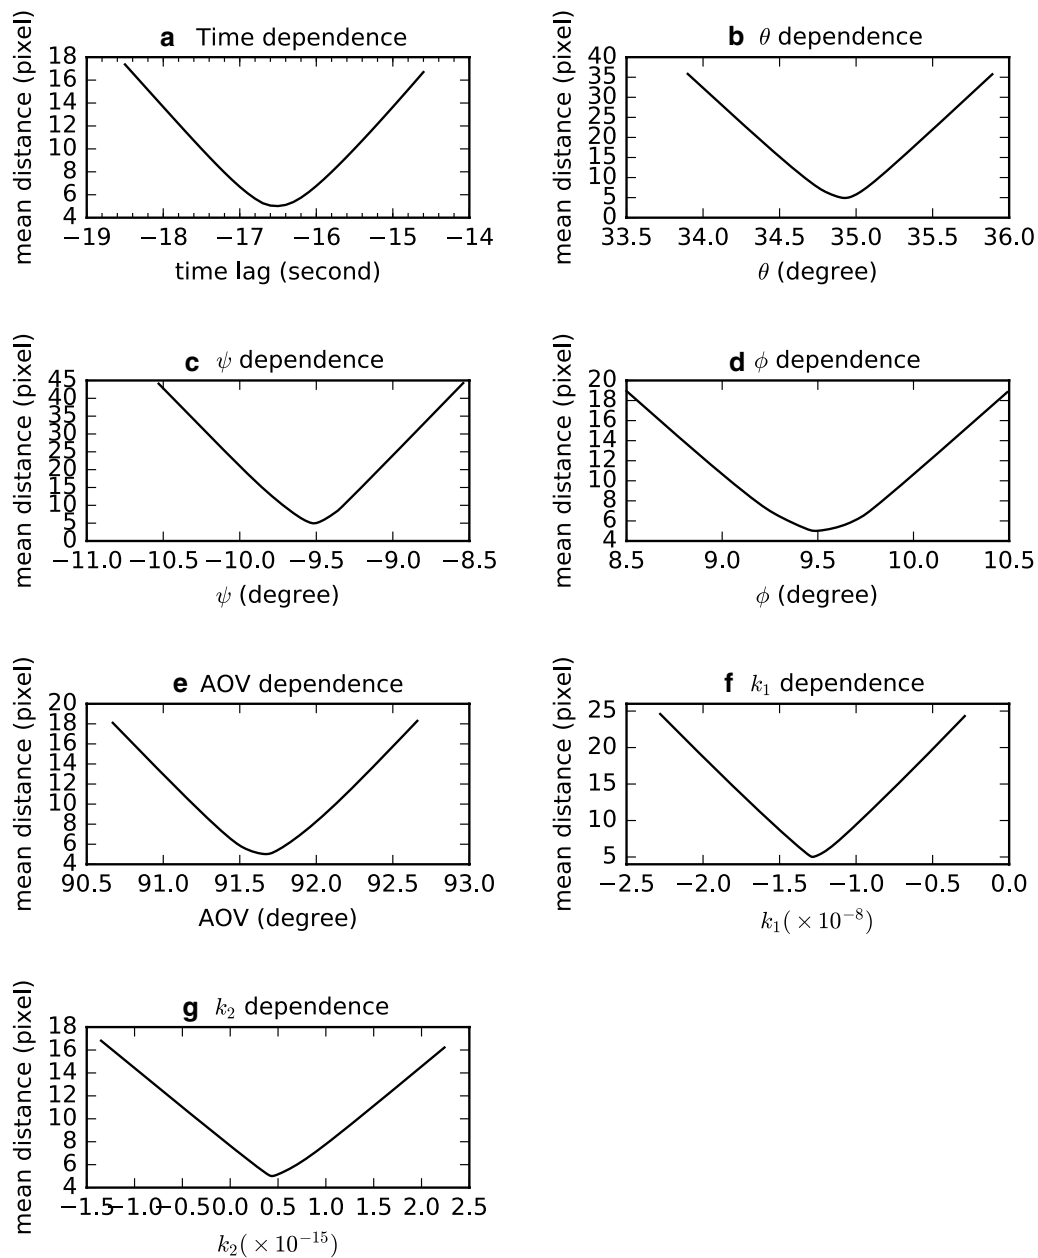 a Time dependence
mean distance (pixel)
18
16
14
12
10
8
6
4
−19 −18 −17 −16 −15 −14
time lag (second)
b θ dependence
mean distance (pixel)
40
35
30
25
20
15
10
5
0
33.5 34.0 34.5 35.0 35.5 36.0
θ (degree)
c ψ dependence
mean distance (pixel)
45
40
35
30
25
20
15
10
5
0
−11.0 −10.5 −10.0 −9.5 −9.0 −8.5
ψ (degree)
d ϕ dependence
mean distance (pixel)
20
18
16
14
12
10
8
6
4
8.5 9.0 9.5 10.0 10.5
ϕ (degree)
e AOV dependence
mean distance (pixel)
20
18
16
14
12
10
8
6
4
90.5 91.0 91.5 92.0 92.5 93.0
AOV (degree)
f k₁ dependence
mean distance (pixel)
25
20
15
10
5
−2.5 −2.0 −1.5 −1.0 −0.5 0.0
k₁(×10⁻⁸)
g k₂ dependence
mean distance (pixel)
18
16
14
12
10
8
6
4
−1.5 −1.0 −0.5 0.0 0.5 1.0 1.5 2.0 2.5
k₂(×10⁻¹⁵)